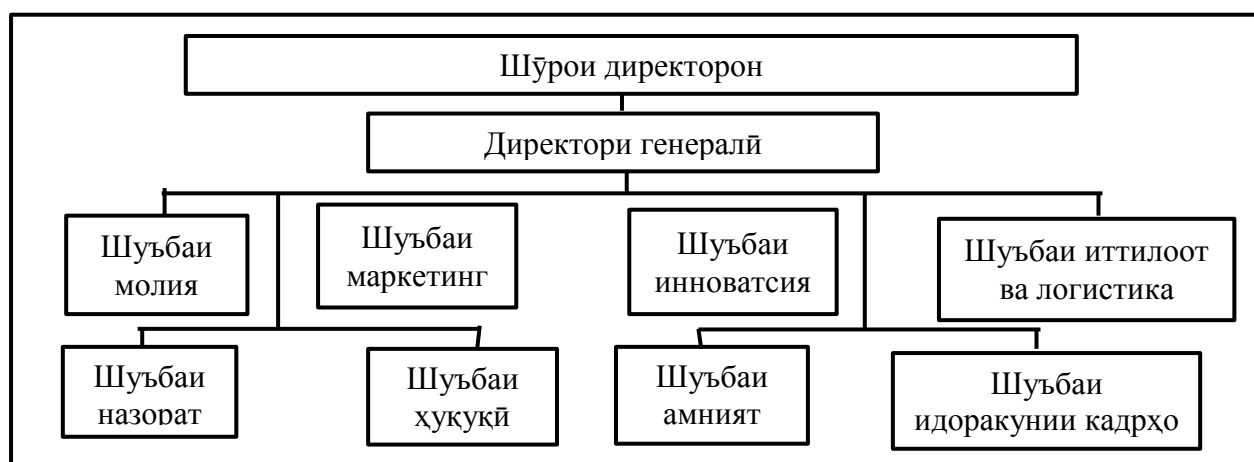 Шӯрои директорон
Директори генералӣ
Шуъбаи
молия
Шуъбаи
маркетинг
Шуъбаи
инноватсия
Шуъбаи иттилоот
ва логистика
Шуъбаи
назорат
Шуъбаи
ҳуқуқӣ
Шуъбаи
амният
Шуъбаи
идоракунии кадрҳо